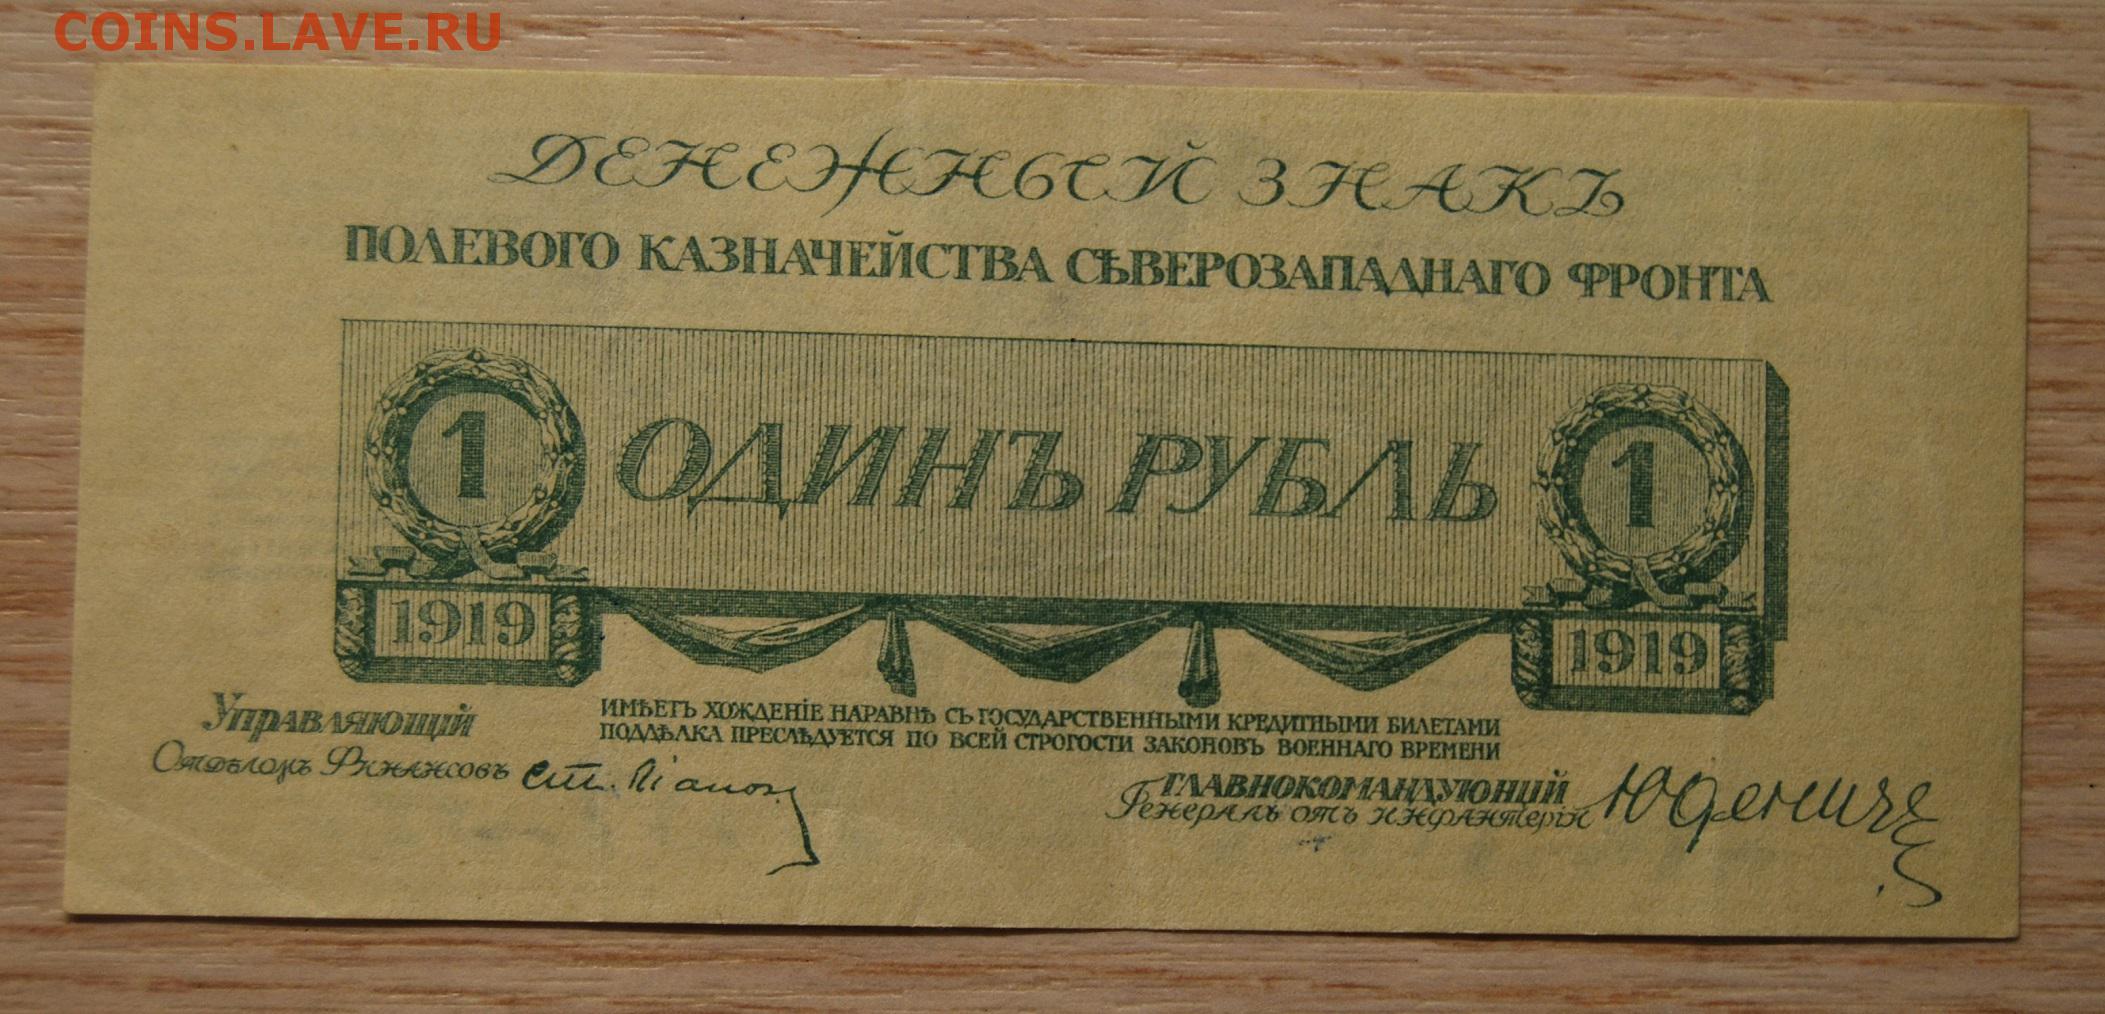 COINS.LAVE.RU
ДЕНЕЖНЫЙ ЗНАКЪ
ПОЛЕВОГО КАЗНАЧЕЙСТВА СѢВЕРОЗАПАДНАГО ФРОНТА
1 ОДИНЪ РУБЛЬ 1
1919 1919
УПРАВЛЯЮЩІЙ
ОТДѢЛОМЪ ФИНАНСОВЪ
ИМѢЕТЪ ХОЖДЕНІЕ НАРАВНѢ СЪ ГОСУДАРСТВЕННЫМИ КРЕДИТНЫМИ БИЛЕТАМИ
ПОДДѢЛКА ПРЕСЛѢДУЕТСЯ ПО ВСЕЙ СТРОГОСТИ ЗАКОНОВЪ ВОЕННАГО ВРЕМЕНИ
ГЛАВНОКОМАНДУЮЩІЙ
ГЕНЕРАЛЪ ОТЪ ИНФАНТЕРІИ Юденичъ